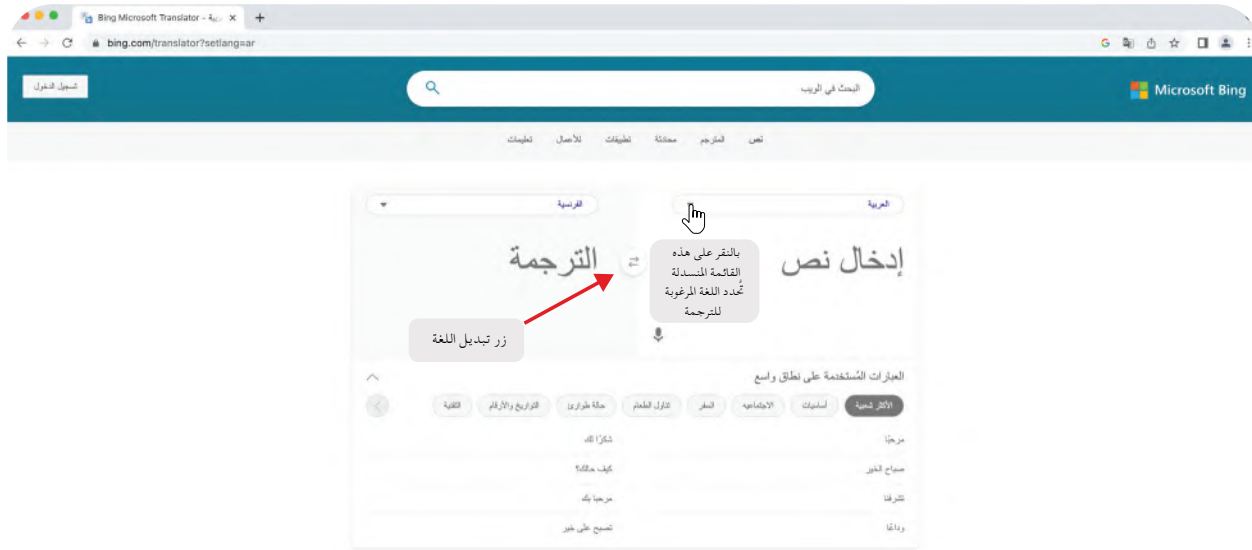 Bing Microsoft Translator -
bing.com/translator?setlang=ar
Microsoft Bing
البحث في الويب
تسجيل الدخول
نص المترجم محادثة تطبيقات للأعمال تعليمات
العربية
الفرنسية
إدخال نص
الترجمة
بالنقر على هذه
القائمة المنسدلة
تُحدد اللغة المرغوبة
للترجمة
زر تبديل اللغة
العبارات المُستخدمة على نطاق واسع
الأكثر شعبية أساسيات الاجتماعيه السفر تناول الطعام حالة طوارئ التواريخ والأرقام التقنية
مرحبًا شكرًا لك
صباح الخير كيف حالك؟
تشرفنا مرحبا بك
وداعًا تصبح على خير